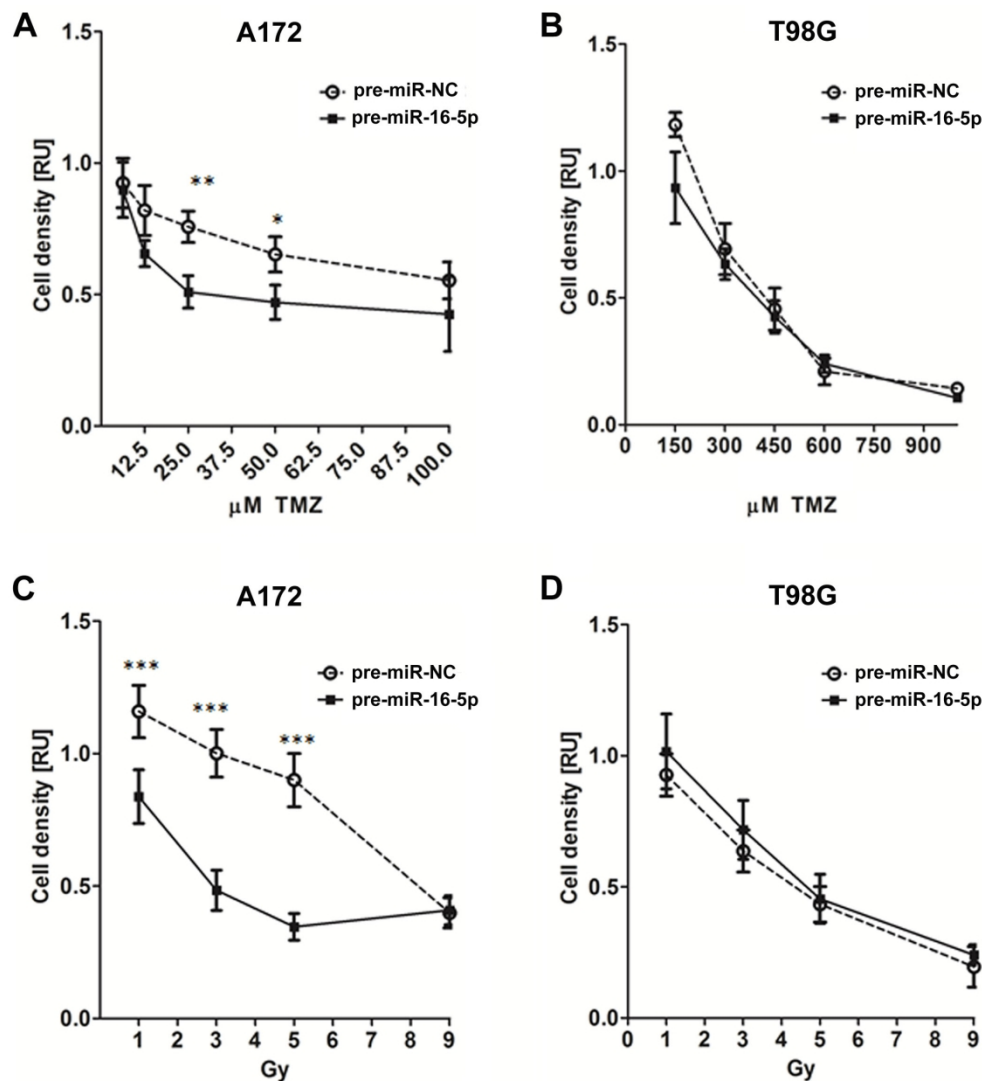 A
A172
1.5
1.0
0.5
0.0
Cell density [RU]
pre-miR-NC
pre-miR-16-5p
**
*
12.5
25.0
37.5
50.0
62.5
75.0
87.5
100.0
µM TMZ
B
T98G
1.5
1.0
0.5
0.0
Cell density [RU]
pre-miR-NC
pre-miR-16-5p
0 150 300 450 600 750 900
µM TMZ
C
A172
1.5
1.0
0.5
0.0
Cell density [RU]
pre-miR-NC
pre-miR-16-5p
***
***
***
1 2 3 4 5 6 7 8 9
Gy
D
T98G
1.5
1.0
0.5
0.0
Cell density [RU]
pre-miR-NC
pre-miR-16-5p
0 1 2 3 4 5 6 7 8 9
Gy